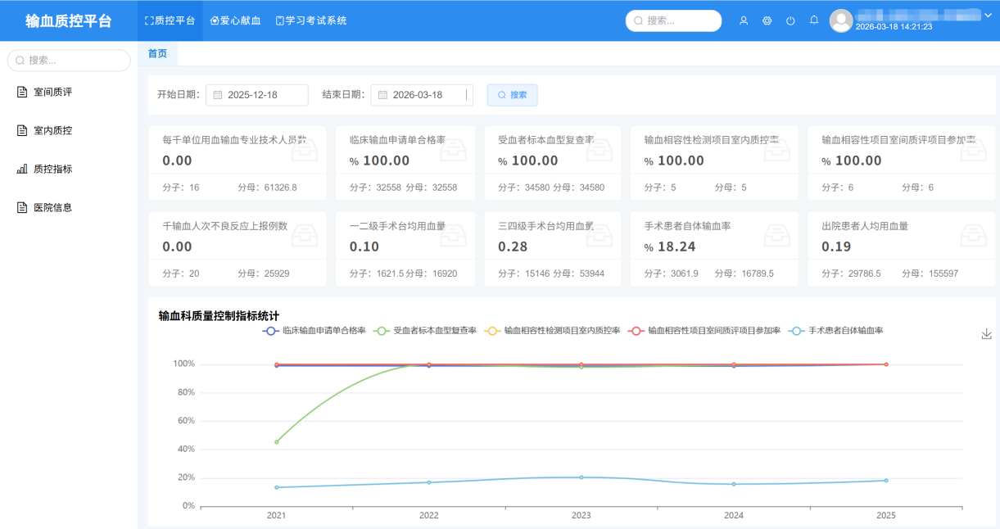 输血质控平台
质控平台
爱心献血
学习考试系统
搜索...
2026-03-18 14:21:23
搜索...
首页
室间质评
室内质控
质控指标
医院信息
开始日期： 2025-12-18 结束日期： 2026-03-18 搜索
每千单位用血输血专业技术人员数
0.00
分子：16 分母：61326.8
临床输血申请单合格率
% 100.00
分子：32558 分母：32558
受血者标本血型复查率
% 100.00
分子：34580 分母：34580
输血相容性检测项目室内质控率
% 100.00
分子：5 分母：5
输血相容性项目室间质评项目参加率
% 100.00
分子：6 分母：6
千输血人次不良反应上报例数
0.00
分子：20 分母：25929
一二级手术台均用血量
0.10
分子：1621.5 分母：16920
三四级手术台均用血量
0.28
分子：15146 分母：53944
手术患者自体输血率
% 18.24
分子：3061.9 分母：16789.5
出院患者人均用血量
0.19
分子：29786.5 分母：155597
输血科质量控制指标统计
临床输血申请单合格率 受血者标本血型复查率 输血相容性检测项目室内质控率 输血相容性项目室间质评项目参加率 手术患者自体输血率
100%
80%
60%
40%
20%
0%
2021 2022 2023 2024 2025